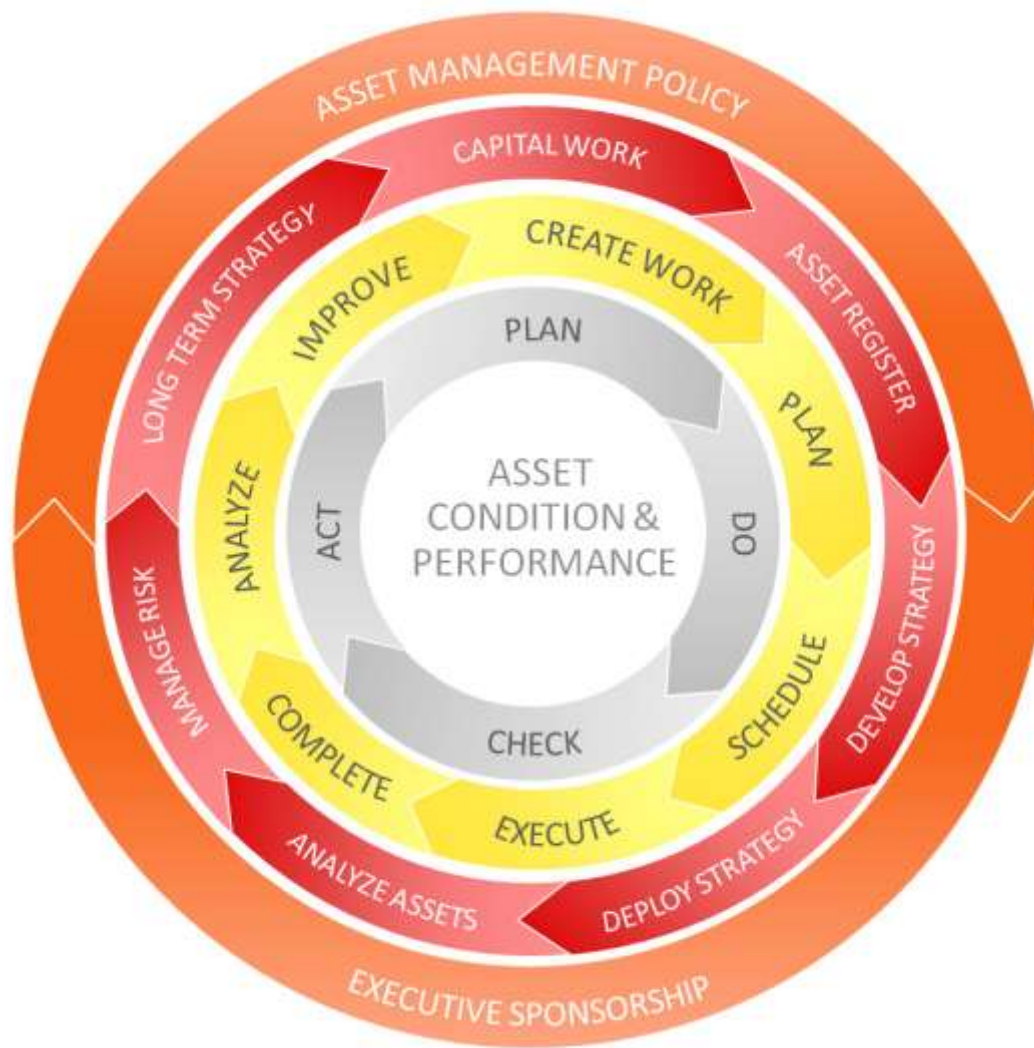 ASSET MANAGEMENT POLICY
EXECUTIVE SPONSORSHIP
CAPITAL WORK
ASSET REGISTER
DEVELOP STRATEGY
DEPLOY STRATEGY
ANALYZE ASSETS
MANAGE RISK
LONG TERM STRATEGY
CREATE WORK
PLAN
SCHEDULE
EXECUTE
COMPLETE
ANALYZE
IMPROVE
PLAN
DO
CHECK
ACT
ASSET
CONDITION &
PERFORMANCE